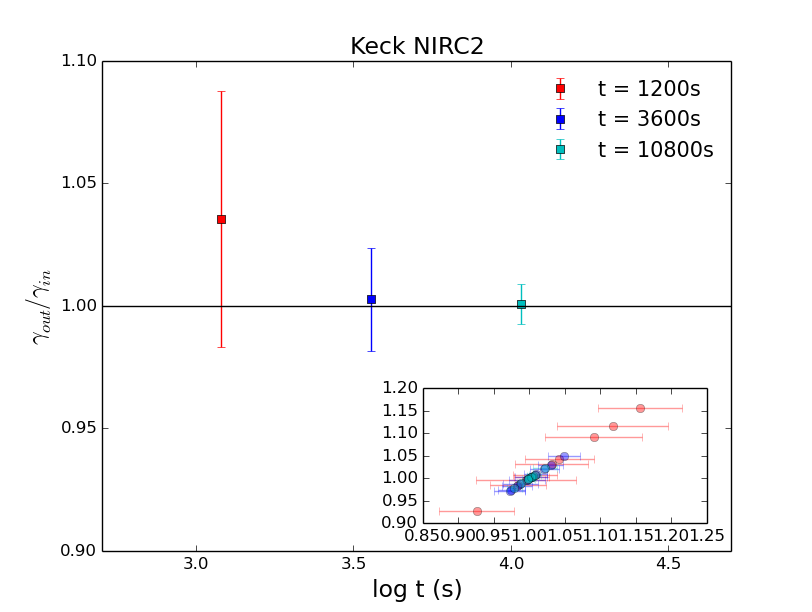 Keck NIRC2
1.10
1.05
1.00
0.95
0.90
γout/γin
t = 1200s
t = 3600s
t = 10800s
1.20
1.15
1.10
1.05
1.00
0.95
0.90
0.85 0.90 0.95 1.00 1.05 1.10 1.15 1.20 1.25
3.0 3.5 4.0 4.5
log t (s)